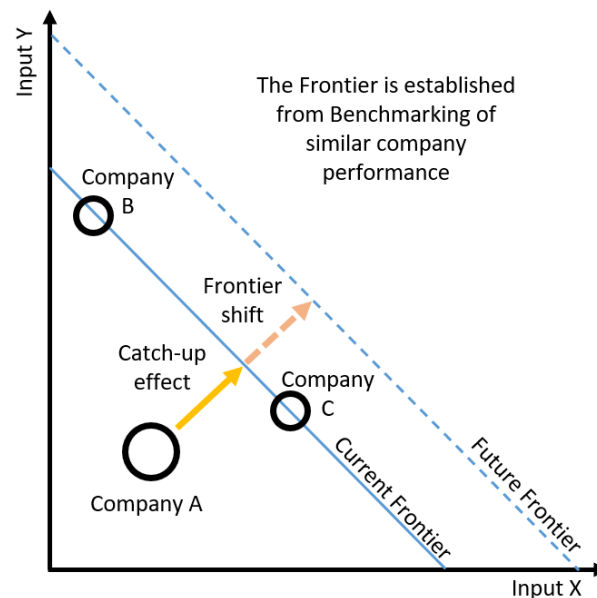 Input Y
The Frontier is established
from Benchmarking of
similar company
performance
Company
B
Frontier
shift
Catch-up
effect
Company
C
Company A
Current Frontier
Future Frontier
Input X